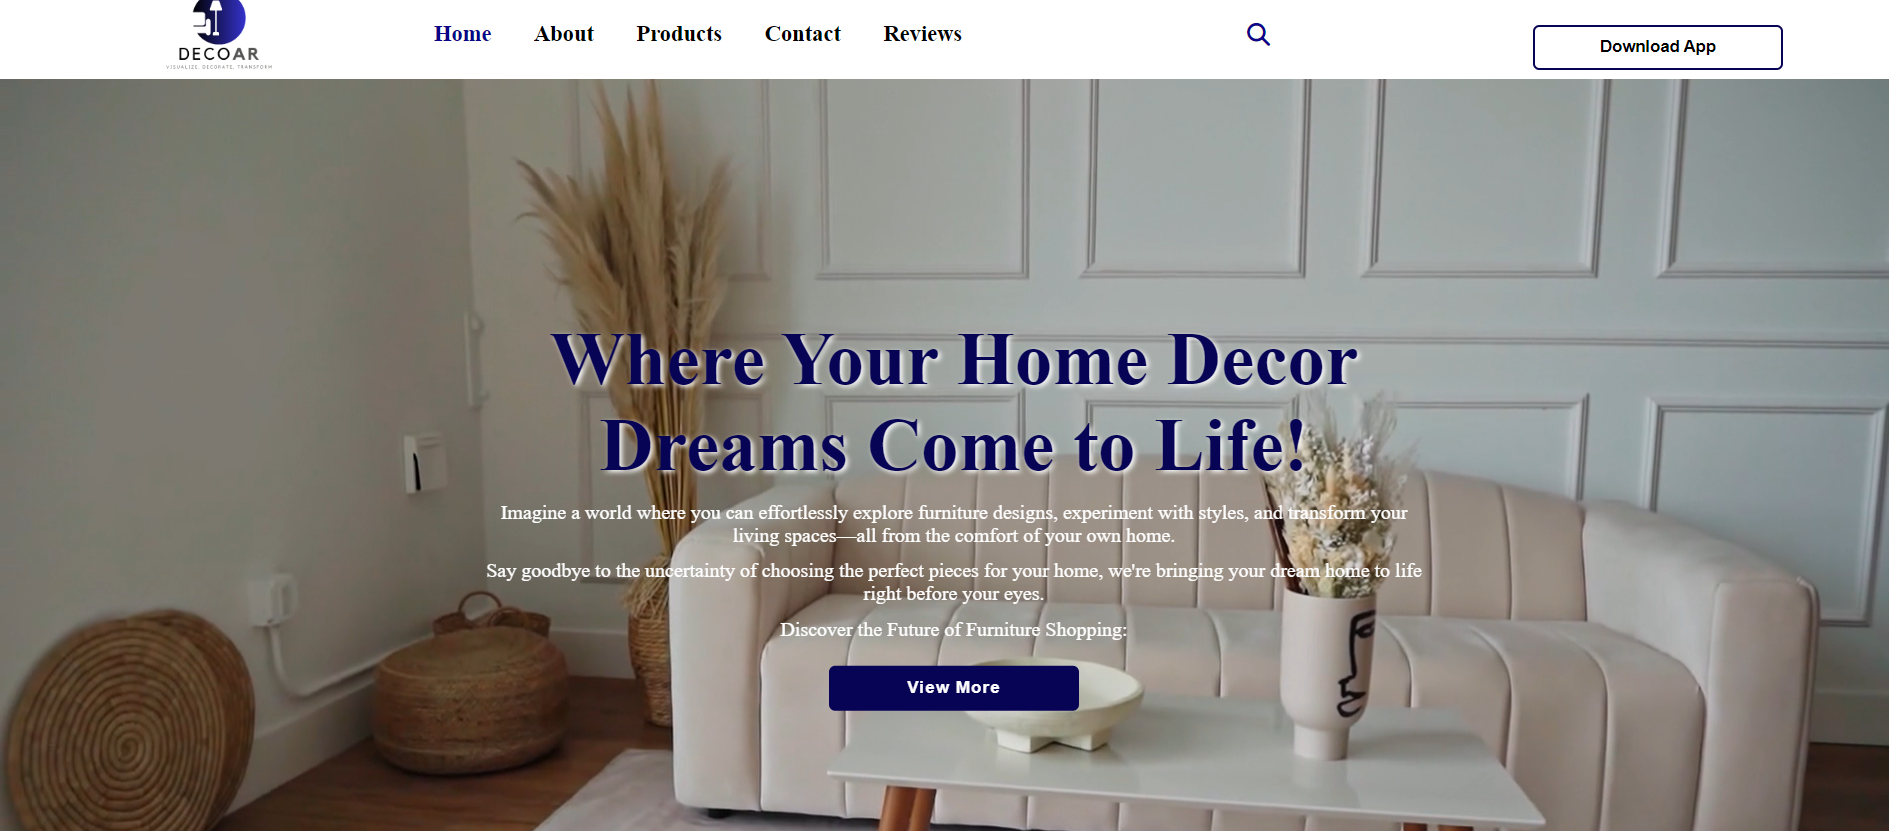 DECOAR
VISUALIZE. DECORATE. TRANSFORM
Home About Products Contact Reviews
Download App
Where Your Home Decor
Dreams Come to Life!
Imagine a world where you can effortlessly explore furniture designs, experiment with styles, and transform your
living spaces—all from the comfort of your own home.
Say goodbye to the uncertainty of choosing the perfect pieces for your home, we're bringing your dream home to life
right before your eyes.
Discover the Future of Furniture Shopping:
View More